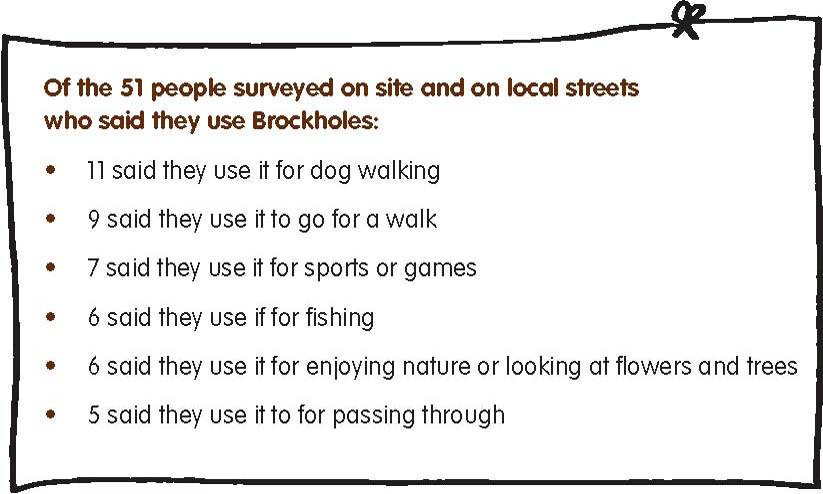 Of the 51 people surveyed on site and on local streets
who said they use Brockholes:
• 11 said they use it for dog walking
• 9 said they use it to go for a walk
• 7 said they use it for sports or games
• 6 said they use if for fishing
• 6 said they use it for enjoying nature or looking at flowers and trees
• 5 said they use it to for passing through